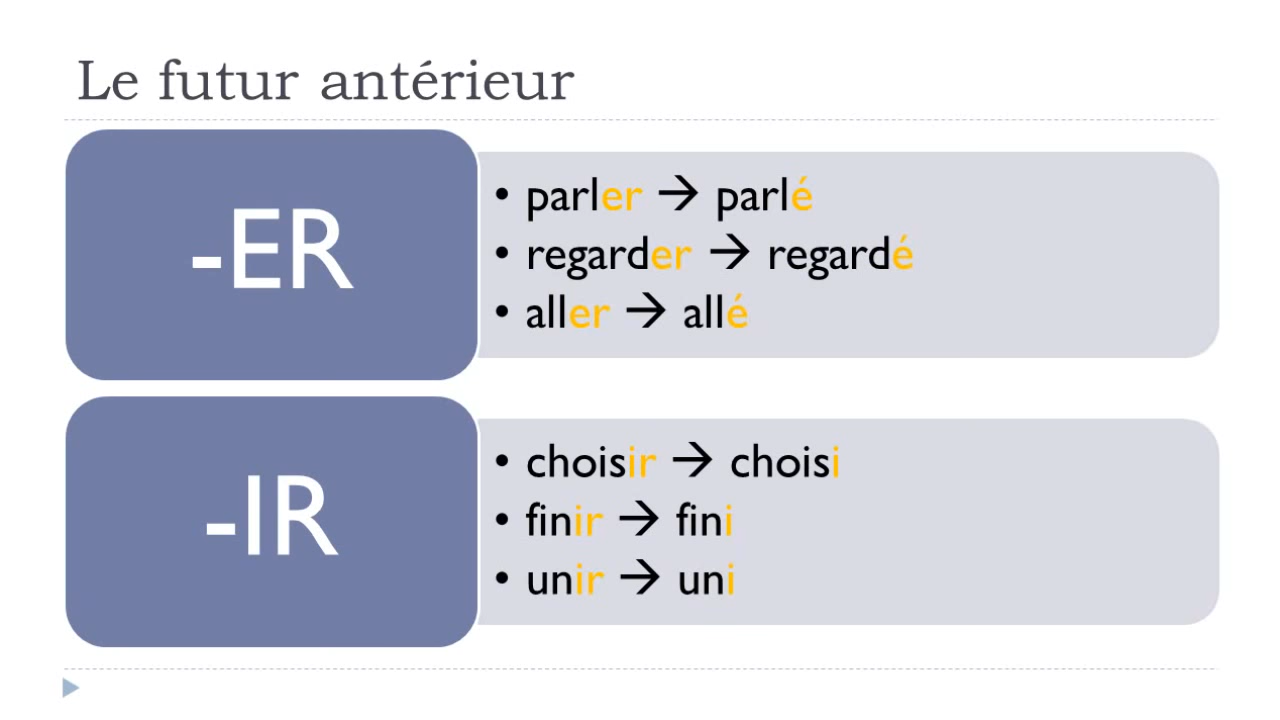 Le futur antérieur
-ER
• parler → parlé
• regarder → regardé
• aller → allé
-IR
• choisir → choisi
• finir → fini
• unir → uni